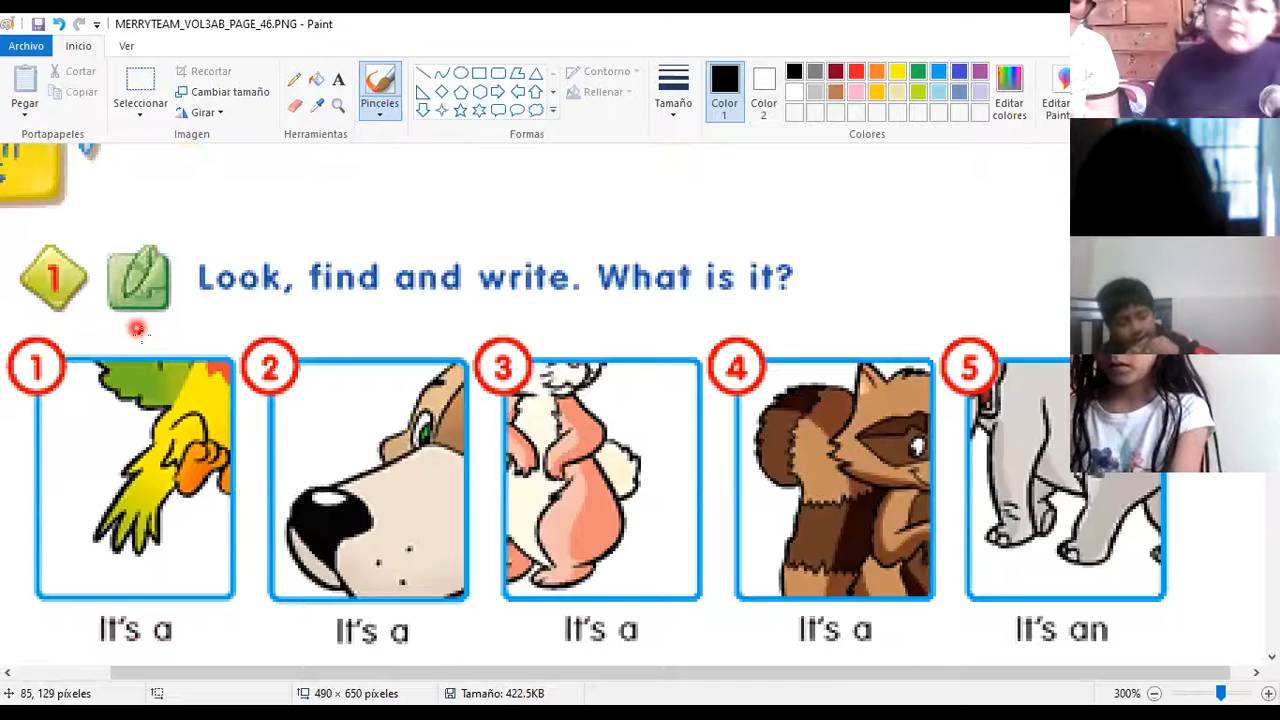 MERRYTEAM_VOL3AB_PAGE_46.PNG - Paint
Archivo Inicio Ver
Pegar
Cortar
Copiar
Portapapeles
Seleccionar
Recortar
Cambiar tamaño
Girar
Imagen
Herramientas
Pinceles
Formas
Contorno
Rellenar
Tamaño
Color 1
Color 2
Colores
Editar colores
Editar
1 Look, find and write. What is it?
1 2 3 4 5
It's a It's a It's a It's a It's an
85, 129 píxeles 490 × 650 píxeles Tamaño: 422.5KB 300%